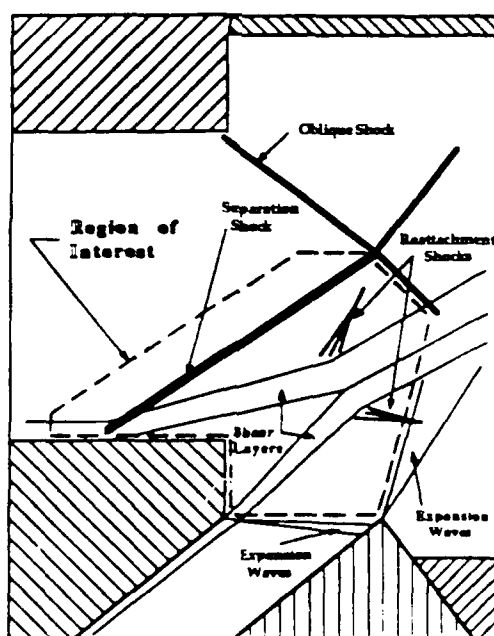 Oblique Shock
Separation
Shock
Region of
Interest
Reattachment
Shocks
Shear
Layers
Expansion
Waves
Expansion
Waves